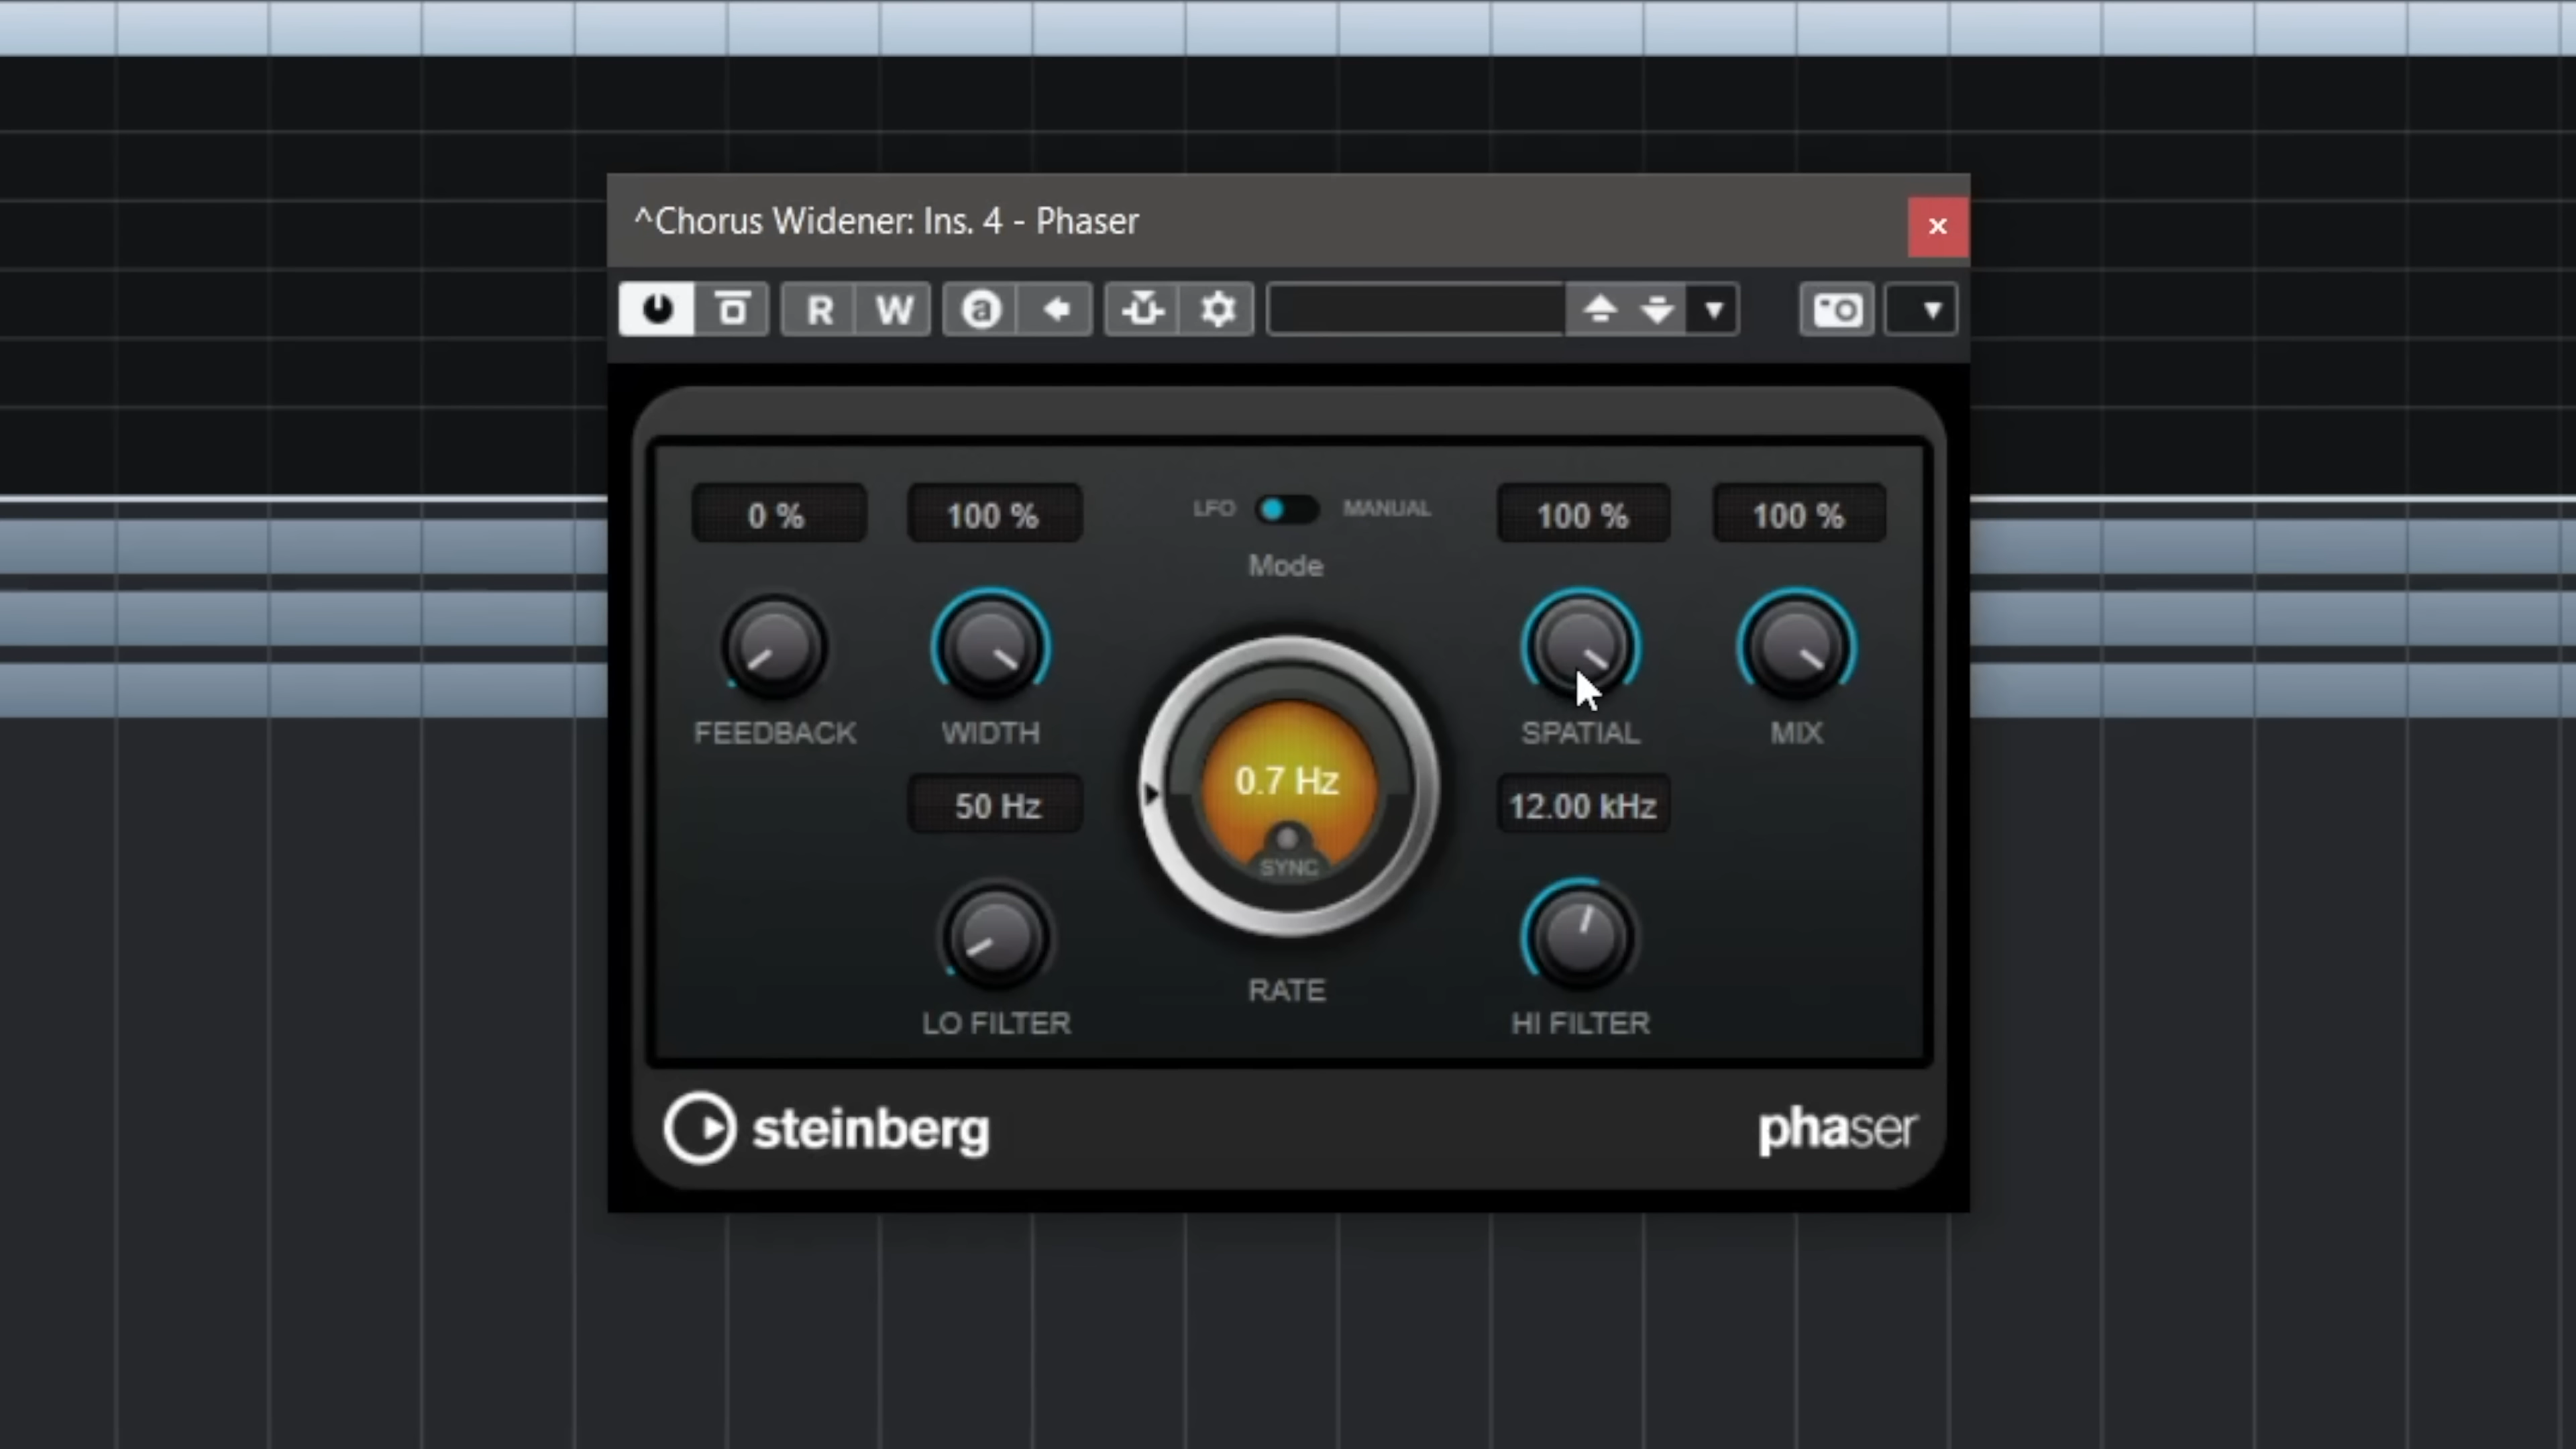 ^Chorus Widener: Ins. 4 - Phaser
R W a
0 % 100 % LFO MANUAL 100 % 100 %
Mode
FEEDBACK WIDTH SPATIAL MIX
0.7 Hz
50 Hz 12.00 kHz
SYNC
RATE
LO FILTER HI FILTER
steinberg phaser